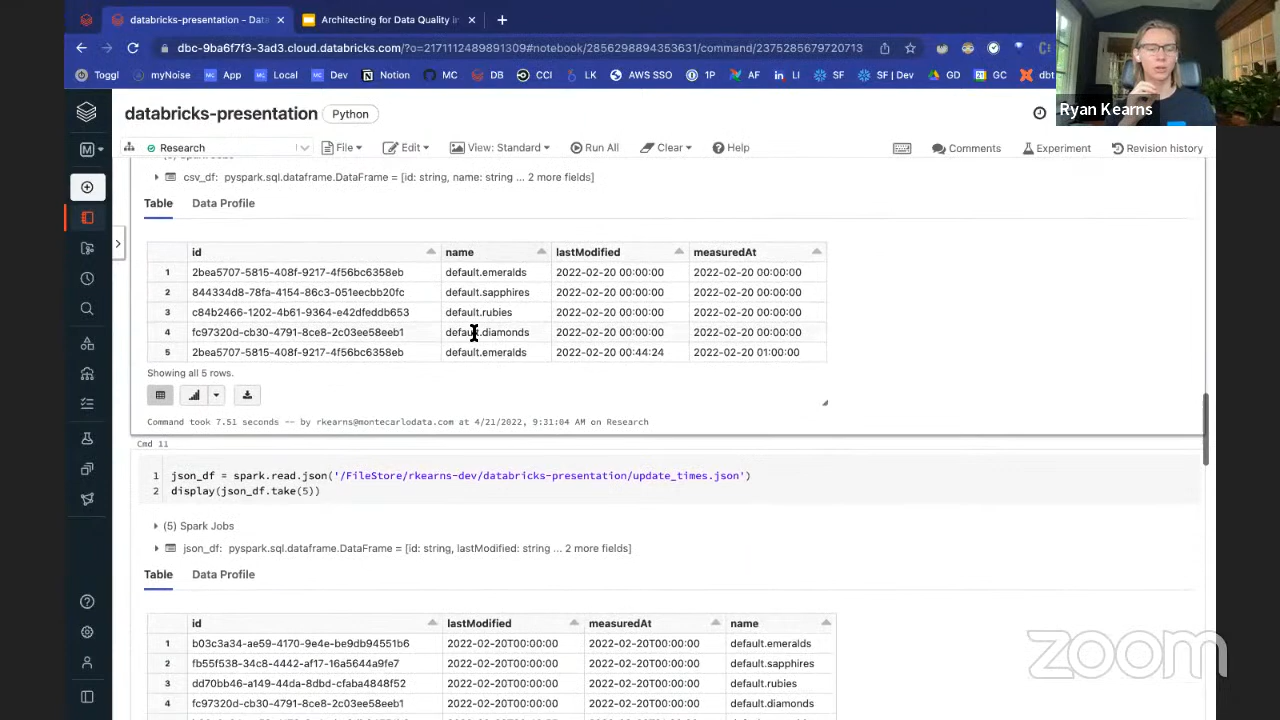 databricks-presentation – Data
Architecting for Data Quality in
dbc-9ba6f7f3-3ad3.cloud.databricks.com/?o=2171112489891309#notebook/2856298894353631/command/2375285679720713
Toggl myNoise App Local Dev Notion MC DB CCI LK AWS SSO 1P AF LI SF SF | Dev GD GC dbt
Ryan Kearns
databricks-presentation Python
Research File Edit View: Standard Run All Clear Help Comments Experiment Revision history
csv_df: pyspark.sql.dataframe.DataFrame = [id: string, name: string ... 2 more fields]
Table Data Profile
id name lastModified measuredAt
1 2bea5707-5815-408f-9217-4f56bc6358eb default.emeralds 2022-02-20 00:00:00 2022-02-20 00:00:00
2 844334d8-78fa-4154-86c3-051eecbb20fc default.sapphires 2022-02-20 00:00:00 2022-02-20 00:00:00
3 c84b2466-1202-4b61-9364-e42dfeddb653 default.rubies 2022-02-20 00:00:00 2022-02-20 00:00:00
4 fc97320d-cb30-4791-8ce8-2c03ee58eeb1 default.diamonds 2022-02-20 00:00:00 2022-02-20 00:00:00
5 2bea5707-5815-408f-9217-4f56bc6358eb default.emeralds 2022-02-20 00:44:24 2022-02-20 01:00:00
Showing all 5 rows.
Command took 7.51 seconds -- by rkearns@montecarlodata.com at 4/21/2022, 9:31:04 AM on Research
Cmd 11
1 json_df = spark.read.json('/FileStore/rkearns-dev/databricks-presentation/update_times.json')
2 display(json_df.take(5))
(5) Spark Jobs
json_df: pyspark.sql.dataframe.DataFrame = [id: string, lastModified: string ... 2 more fields]
Table Data Profile
id lastModified measuredAt name
1 b03c3a34-ae59-4170-9e4e-be9db94551b6 2022-02-20T00:00:00 2022-02-20T00:00:00 default.emeralds
2 fb55f538-34c8-4442-af17-16a5644a9fe7 2022-02-20T00:00:00 2022-02-20T00:00:00 default.sapphires
3 dd70bb46-a149-44da-8dbd-cfaba4848f52 2022-02-20T00:00:00 2022-02-20T00:00:00 default.rubies
4 fc97320d-cb30-4791-8ce8-2c03ee58eeb1 2022-02-20T00:00:00 2022-02-20T00:00:00 default.diamonds
zoom